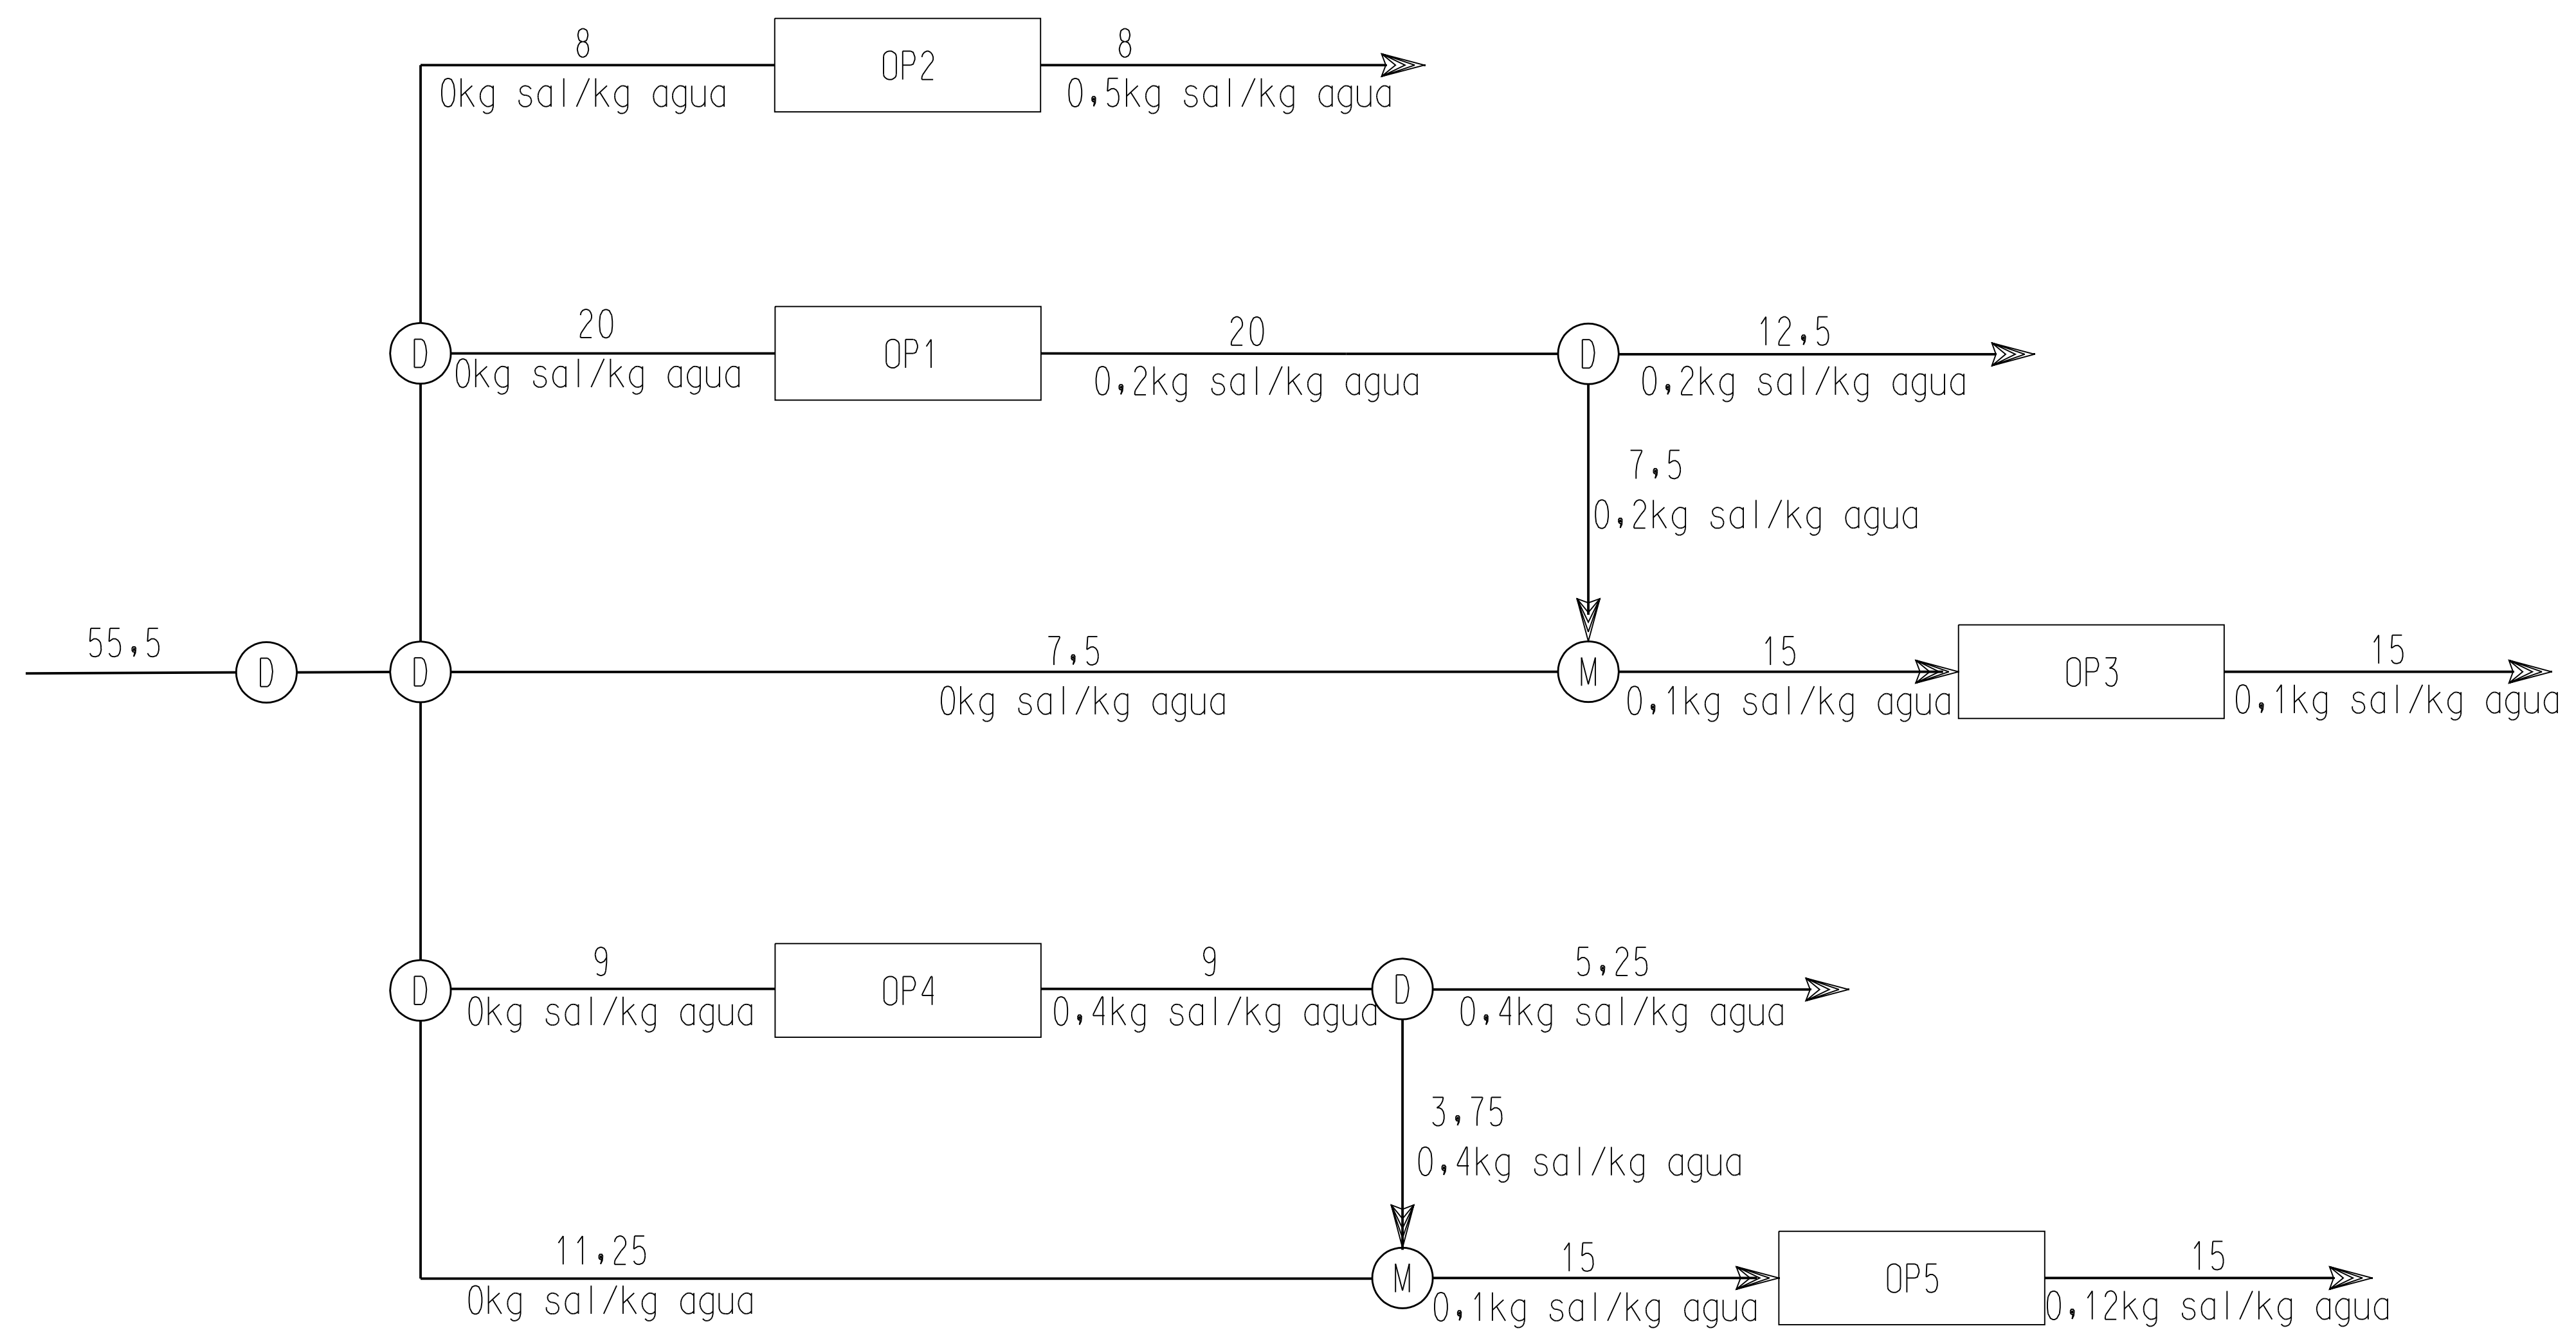 8
OP2
8
0kg sal/kg agua
0,5kg sal/kg agua
D
20
0kg sal/kg agua
OP1
20
0,2kg sal/kg agua
D
12,5
0,2kg sal/kg agua
7,5
0,2kg sal/kg agua
55,5
D
D
7,5
0kg sal/kg agua
M
15
0,1kg sal/kg agua
OP3
15
0,1kg sal/kg agua
D
9
0kg sal/kg agua
OP4
9
0,4kg sal/kg agua
D
5,25
0,4kg sal/kg agua
3,75
0,4kg sal/kg agua
11,25
0kg sal/kg agua
M
15
0,1kg sal/kg agua
OP5
15
0,12kg sal/kg agua